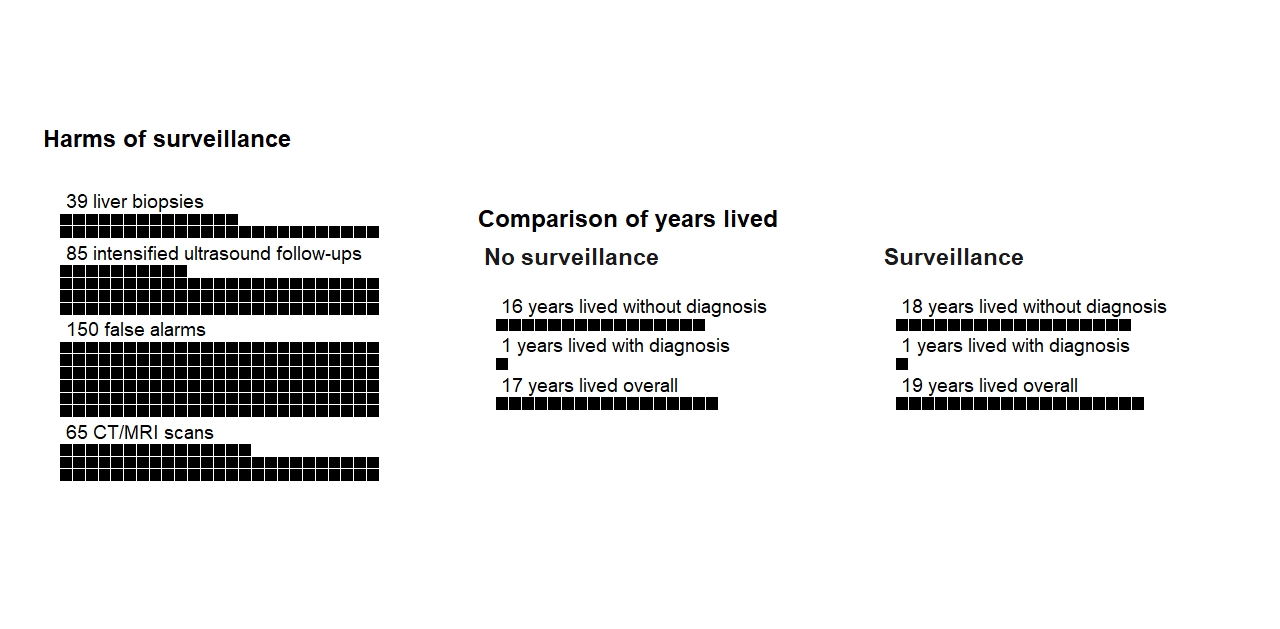 Harms of surveillance
39 liver biopsies
85 intensified ultrasound follow-ups
150 false alarms
65 CT/MRI scans
Comparison of years lived
No surveillance
16 years lived without diagnosis
1 years lived with diagnosis
17 years lived overall
Surveillance
18 years lived without diagnosis
1 years lived with diagnosis
19 years lived overall